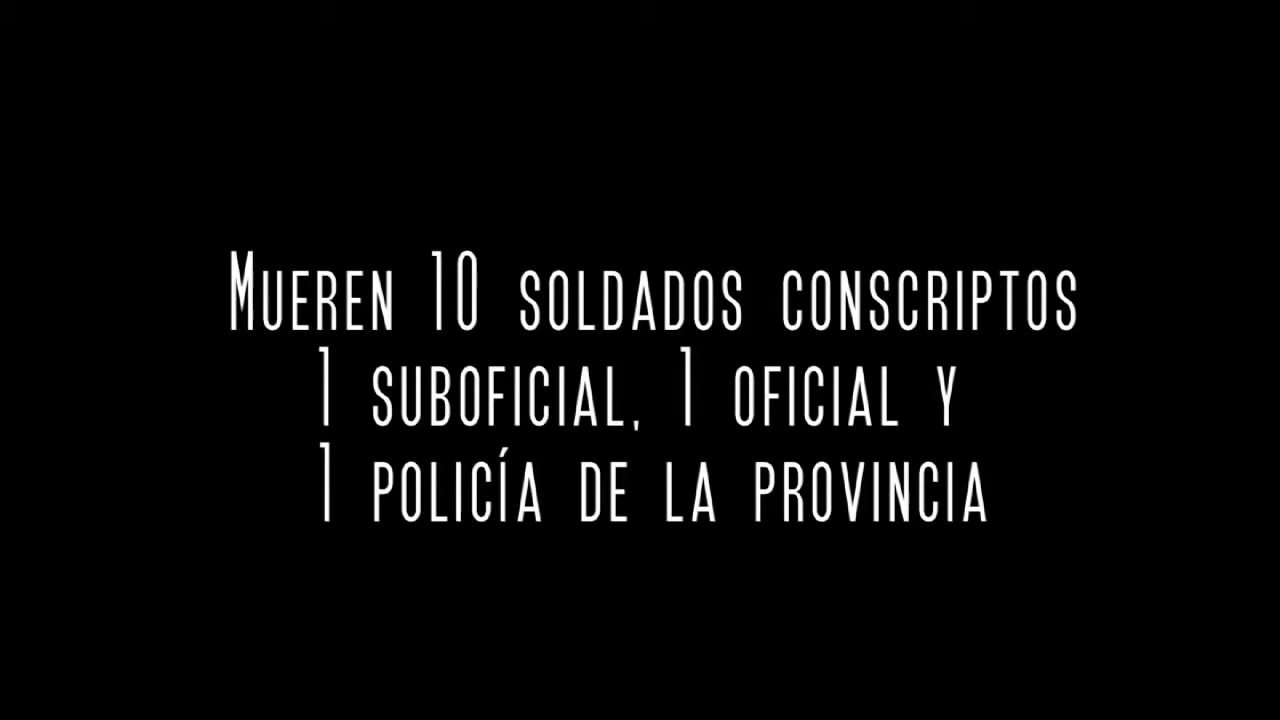 Mueren 10 soldados conscriptos
1 suboficial, 1 oficial y
1 policía de la provincia